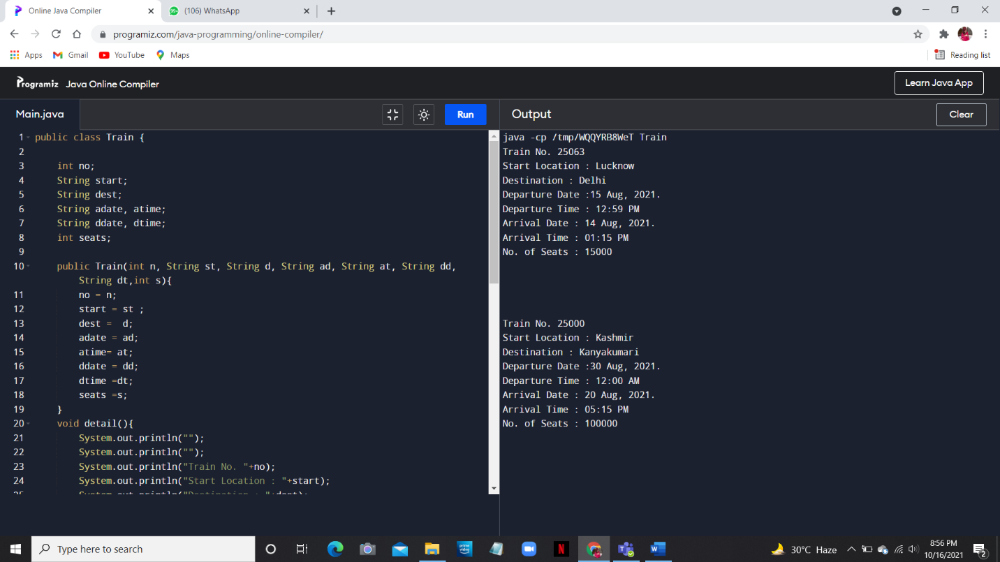 Online Java Compiler
99+ (106) WhatsApp
programiz.com/java-programming/online-compiler/
Apps Gmail YouTube Maps Reading list
Programiz Java Online Compiler Learn Java App
Main.java Run
1 public class Train {
2
3 int no;
4 String start;
5 String dest;
6 String adate, atime;
7 String ddate, dtime;
8 int seats;
9
10 public Train(int n, String st, String d, String ad, String at, String dd,
String dt,int s){
11 no = n;
12 start = st ;
13 dest =  d;
14 adate = ad;
15 atime= at;
16 ddate = dd;
17 dtime =dt;
18 seats =s;
19 }
20 void detail(){
21 System.out.println("");
22 System.out.println("");
23 System.out.println("Train No. "+no);
24 System.out.println("Start Location : "+start);
25 System.out.println("Destination : "+dest);
Output Clear
java -cp /tmp/WQQYRB8WeT Train
Train No. 25063
Start Location : Lucknow
Destination : Delhi
Departure Date :15 Aug, 2021.
Departure Time : 12:59 PM
Arrival Date : 14 Aug, 2021.
Arrival Time : 01:15 PM
No. of Seats : 15000
Train No. 25000
Start Location : Kashmir
Destination : Kanyakumari
Departure Date :30 Aug, 2021.
Departure Time : 12:00 AM
Arrival Date : 20 Aug, 2021.
Arrival Time : 05:15 PM
No. of Seats : 100000
Type here to search
prime video
N
W
30°C Haze
8:56 PM
10/16/2021
2